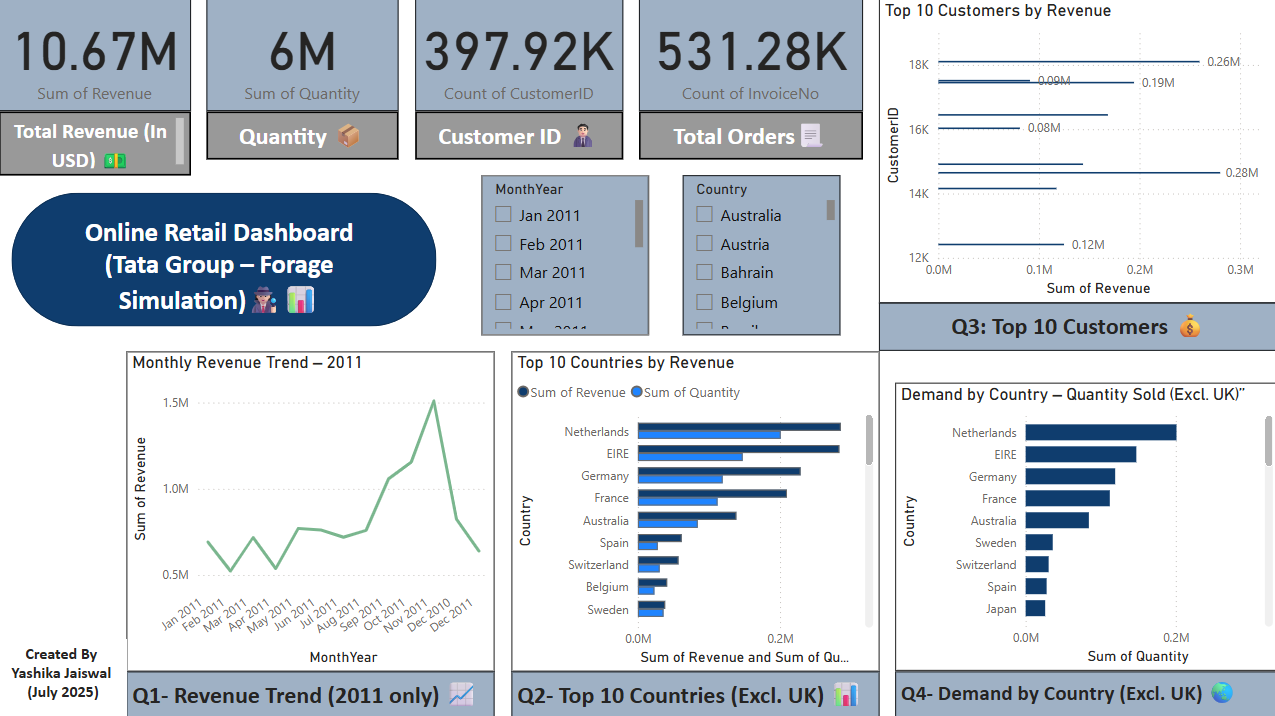 10.67M
Sum of Revenue
Total Revenue (In
USD) 💵
6M
Sum of Quantity
Quantity 📦
397.92K
Count of CustomerID
Customer ID 👨‍💼
531.28K
Count of InvoiceNo
Total Orders 📃
Top 10 Customers by Revenue
CustomerID
18K
16K
14K
12K
0.26M
0.09M
0.19M
0.08M
0.28M
0.12M
0.0M 0.1M 0.2M 0.3M
Sum of Revenue
Q3: Top 10 Customers 💰
Online Retail Dashboard
(Tata Group – Forage
Simulation) 🕵️ 📊
MonthYear
Jan 2011
Feb 2011
Mar 2011
Apr 2011
Country
Australia
Austria
Bahrain
Belgium
Monthly Revenue Trend – 2011
Sum of Revenue
1.5M
1.0M
0.5M
Jan 2011
Feb 2011
Mar 2011
Apr 2011
May 2011
Jun 2011
Jul 2011
Aug 2011
Sep 2011
Oct 2011
Nov 2011
Dec 2010
Dec 2011
MonthYear
Q1- Revenue Trend (2011 only) 📈
Top 10 Countries by Revenue
Sum of Revenue Sum of Quantity
Country
Netherlands
EIRE
Germany
France
Australia
Spain
Switzerland
Belgium
Sweden
0.0M 0.2M
Sum of Revenue and Sum of Qu...
Q2- Top 10 Countries (Excl. UK) 📊
Demand by Country – Quantity Sold (Excl. UK)”
Country
Netherlands
EIRE
Germany
France
Australia
Sweden
Switzerland
Spain
Japan
0.0M 0.2M
Sum of Quantity
Q4- Demand by Country (Excl. UK) 🌏
Created By
Yashika Jaiswal
(July 2025)